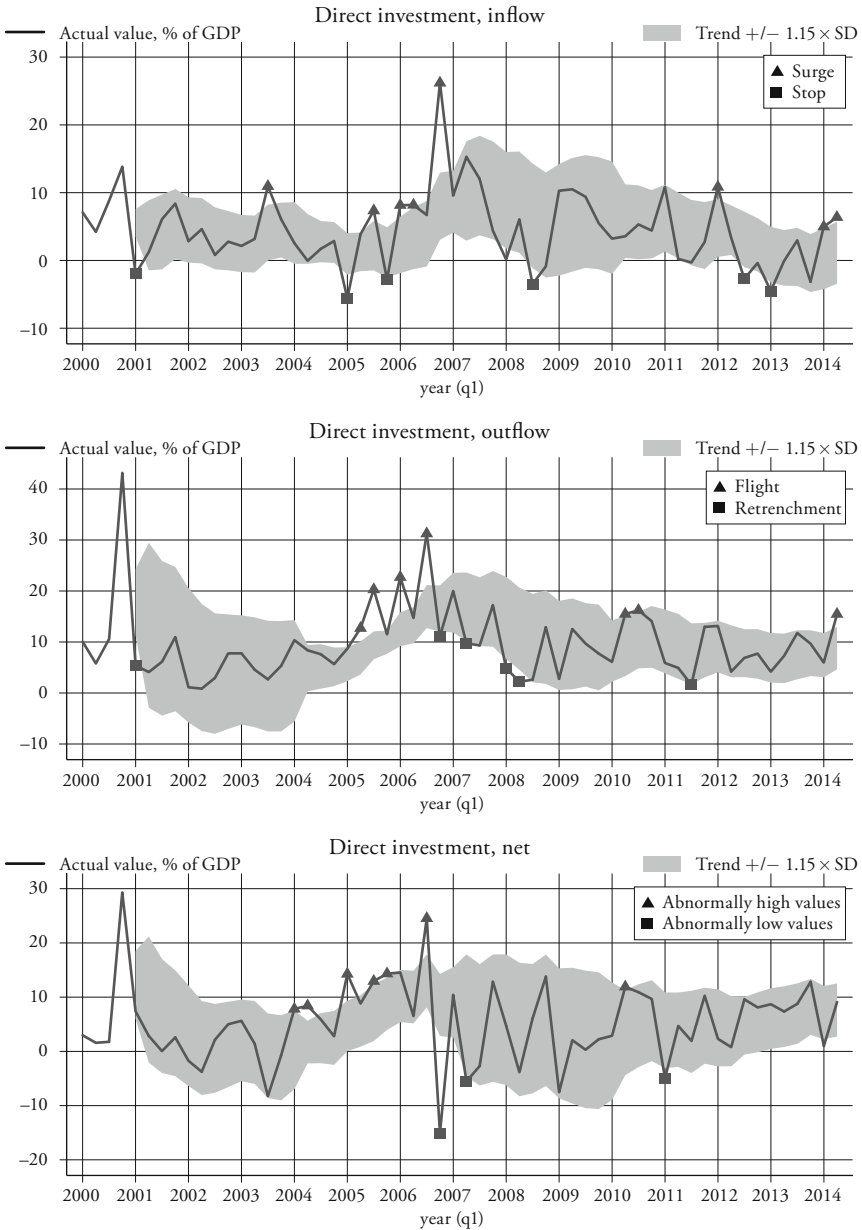 Direct investment, inflow
Actual value, % of GDP Trend +/− 1.15 × SD
Surge
Stop
30
20
10
0
−10
2000 2001 2002 2003 2004 2005 2006 2007 2008 2009 2010 2011 2012 2013 2014
year (q1)
Direct investment, outflow
Actual value, % of GDP Trend +/− 1.15 × SD
Flight
Retrenchment
40
30
20
10
0
−10
2000 2001 2002 2003 2004 2005 2006 2007 2008 2009 2010 2011 2012 2013 2014
year (q1)
Direct investment, net
Actual value, % of GDP Trend +/− 1.15 × SD
Abnormally high values
Abnormally low values
30
20
10
0
−10
−20
2000 2001 2002 2003 2004 2005 2006 2007 2008 2009 2010 2011 2012 2013 2014
year (q1)